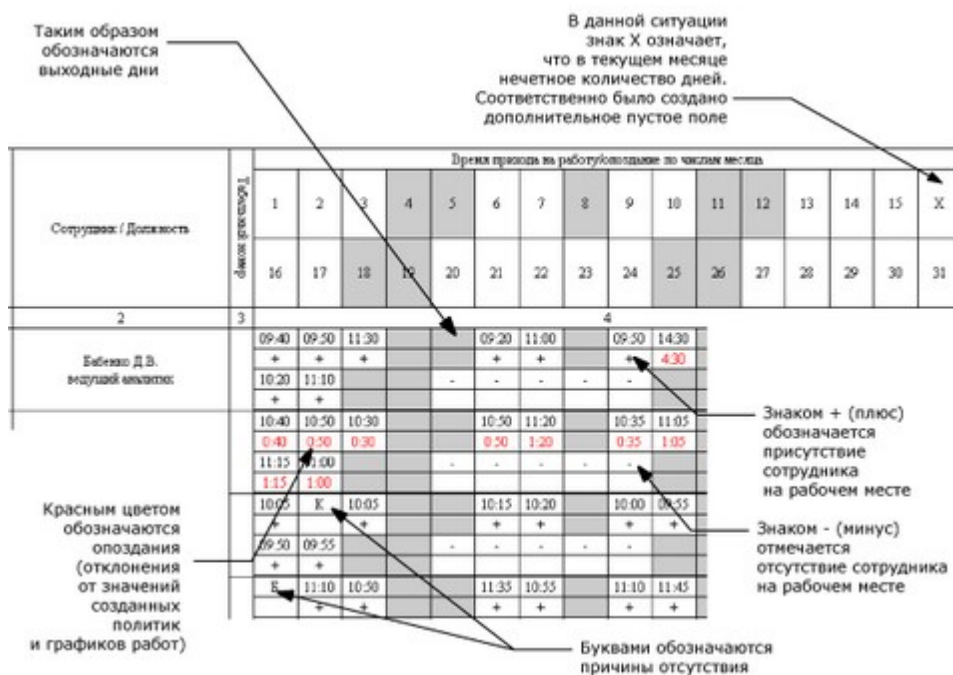 Таким образом
обозначаются
выходные дни
В данной ситуации
знак X означает,
что в текущем месяце
нечетное количество дней.
Соответственно было создано
дополнительное пустое поле
Сотрудник / Должность
Табельный номер
Время прихода на работу/опоздание по числам месяца
1 2 3 4 5 6 7 8 9 10 11 12 13 14 15 X
16 17 18 19 20 21 22 23 24 25 26 27 28 29 30 31
2 3 4
Бабенко Д.В.
ведущий аналитик
09:40 09:50 11:30 09:20 11:00 09:50 14:30
+ + + + + + 4:30
10:20 11:10 - - - - -
+ +
10:40 10:50 10:30 10:50 11:20 10:35 11:05
0:40 0:50 0:30 0:50 1:20 0:35 1:05
11:15 11:00 - - - - -
1:15 1:00
10:05 К 10:05 10:15 10:20 10:00 09:55
+ + + + + +
09:50 09:55 - - - - -
+ +
Б 11:10 10:50 11:35 10:55 11:10 11:45
+ + + + + +
Знаком + (плюс)
обозначается
присутствие
сотрудника
на рабочем месте
Знаком - (минус)
отмечается
отсутствие сотрудника
на рабочем месте
Красным цветом
обозначаются
опоздания
(отклонения
от значений
созданных
политик
и графиков работ)
Буквами обозначаются
причины отсутствия